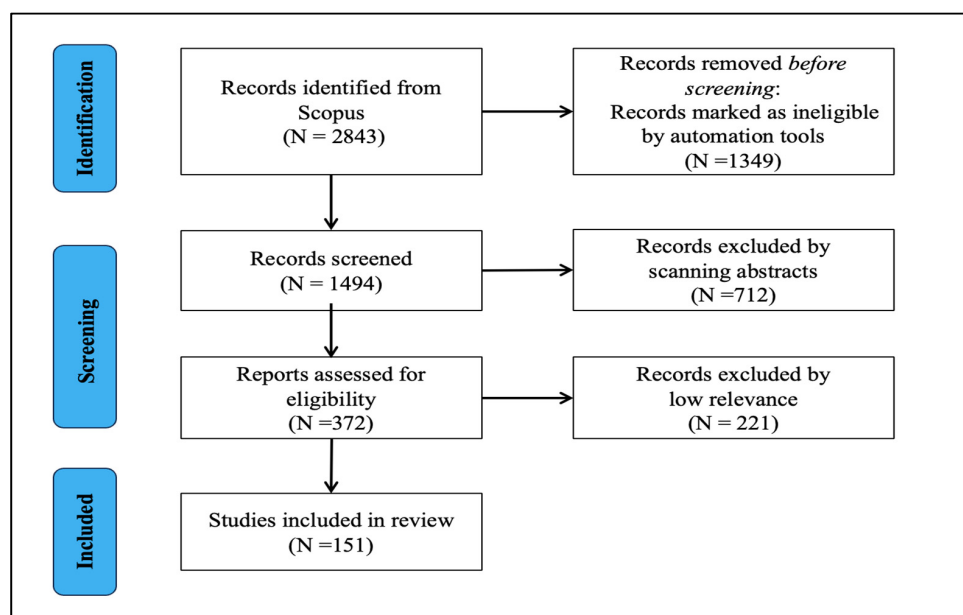 Identification
Records identified from
Scopus
(N = 2843)
Records removed before
screening:
Records marked as ineligible
by automation tools
(N =1349)
Screening
Records screened
(N = 1494)
Records excluded by
scanning abstracts
(N =712)
Reports assessed for
eligibility
(N =372)
Records excluded by
low relevance
(N = 221)
Included
Studies included in review
(N =151)